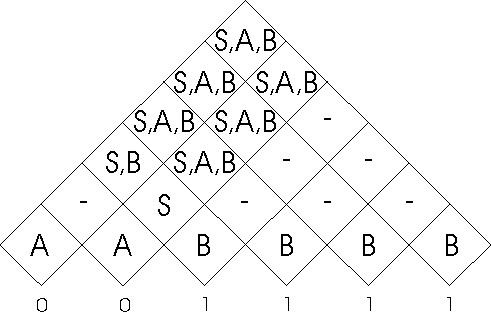 S,A,B
S,A,B S,A,B
S,A,B S,A,B -
S,B S,A,B - -
- S - - -
A A B B B B
0 0 1 1 1 1